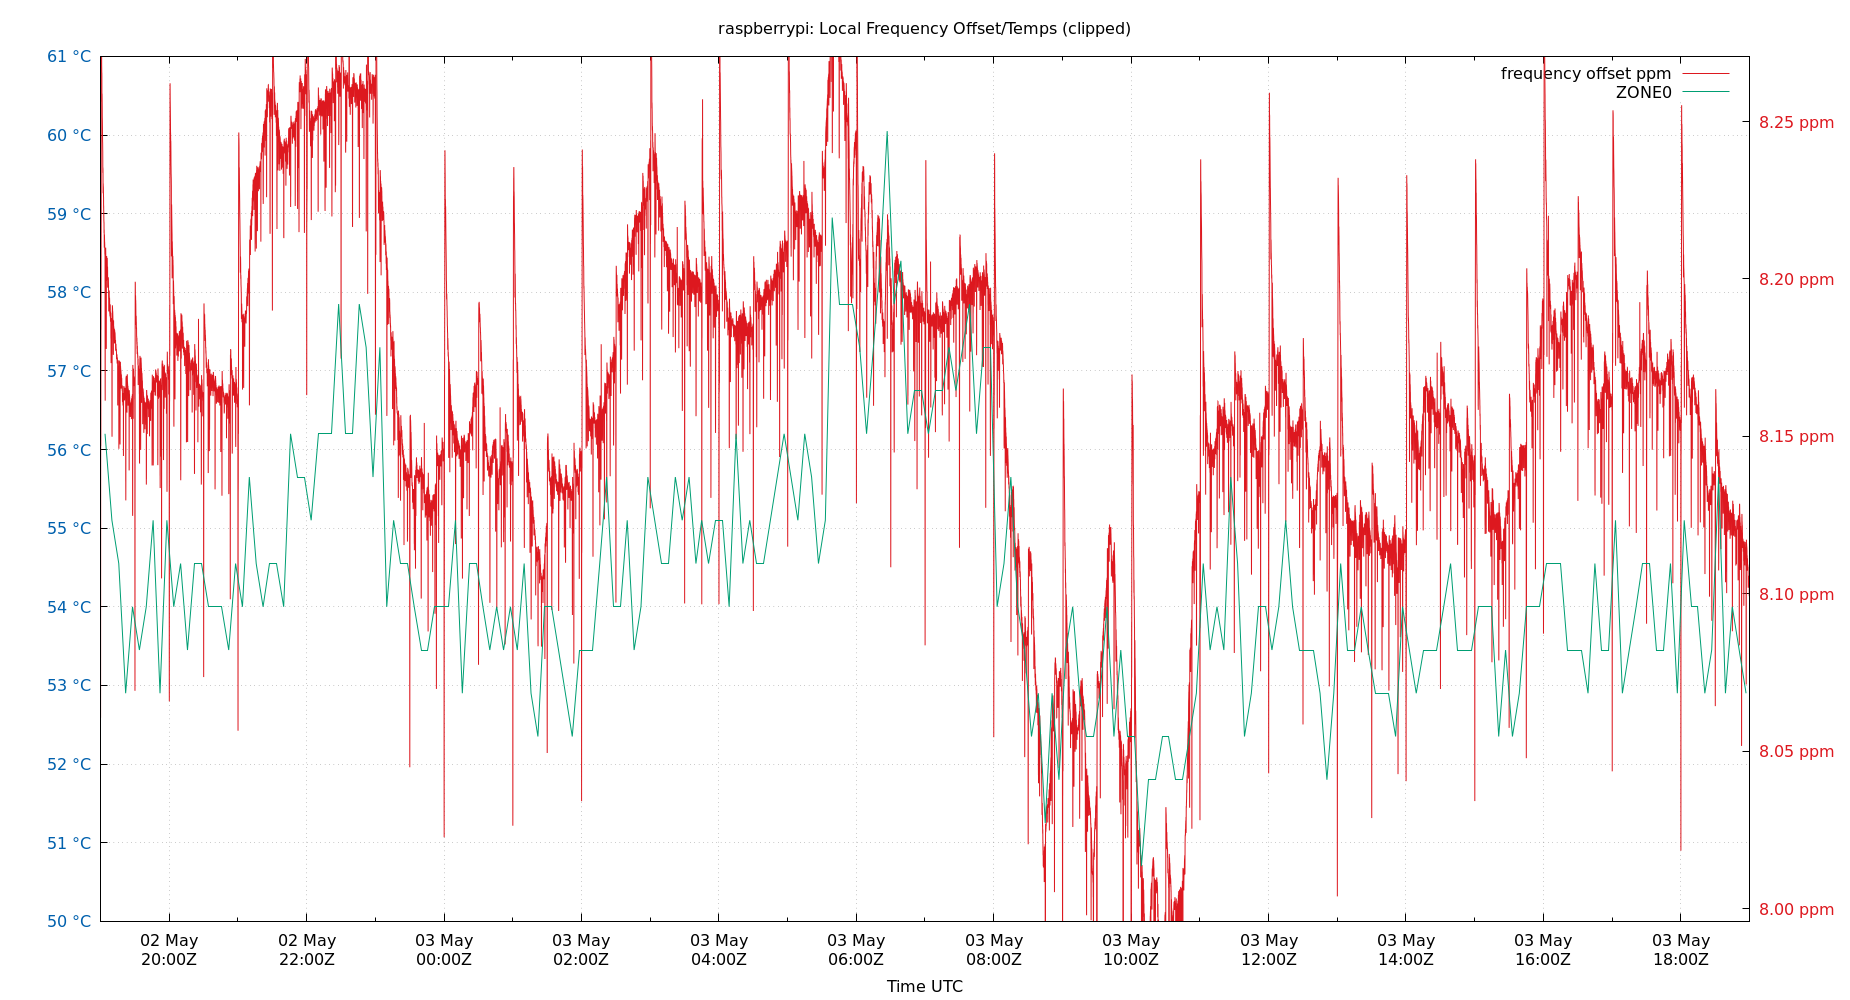 raspberrypi: Local Frequency Offset/Temps (clipped)
61 °C
60 °C
59 °C
58 °C
57 °C
56 °C
55 °C
54 °C
53 °C
52 °C
51 °C
50 °C
frequency offset ppm
ZONE0
8.25 ppm
8.20 ppm
8.15 ppm
8.10 ppm
8.05 ppm
8.00 ppm
02 May 02 May 03 May 03 May 03 May 03 May 03 May 03 May 03 May 03 May 03 May 03 May
20:00Z 22:00Z 00:00Z 02:00Z 04:00Z 06:00Z 08:00Z 10:00Z 12:00Z 14:00Z 16:00Z 18:00Z
Time UTC